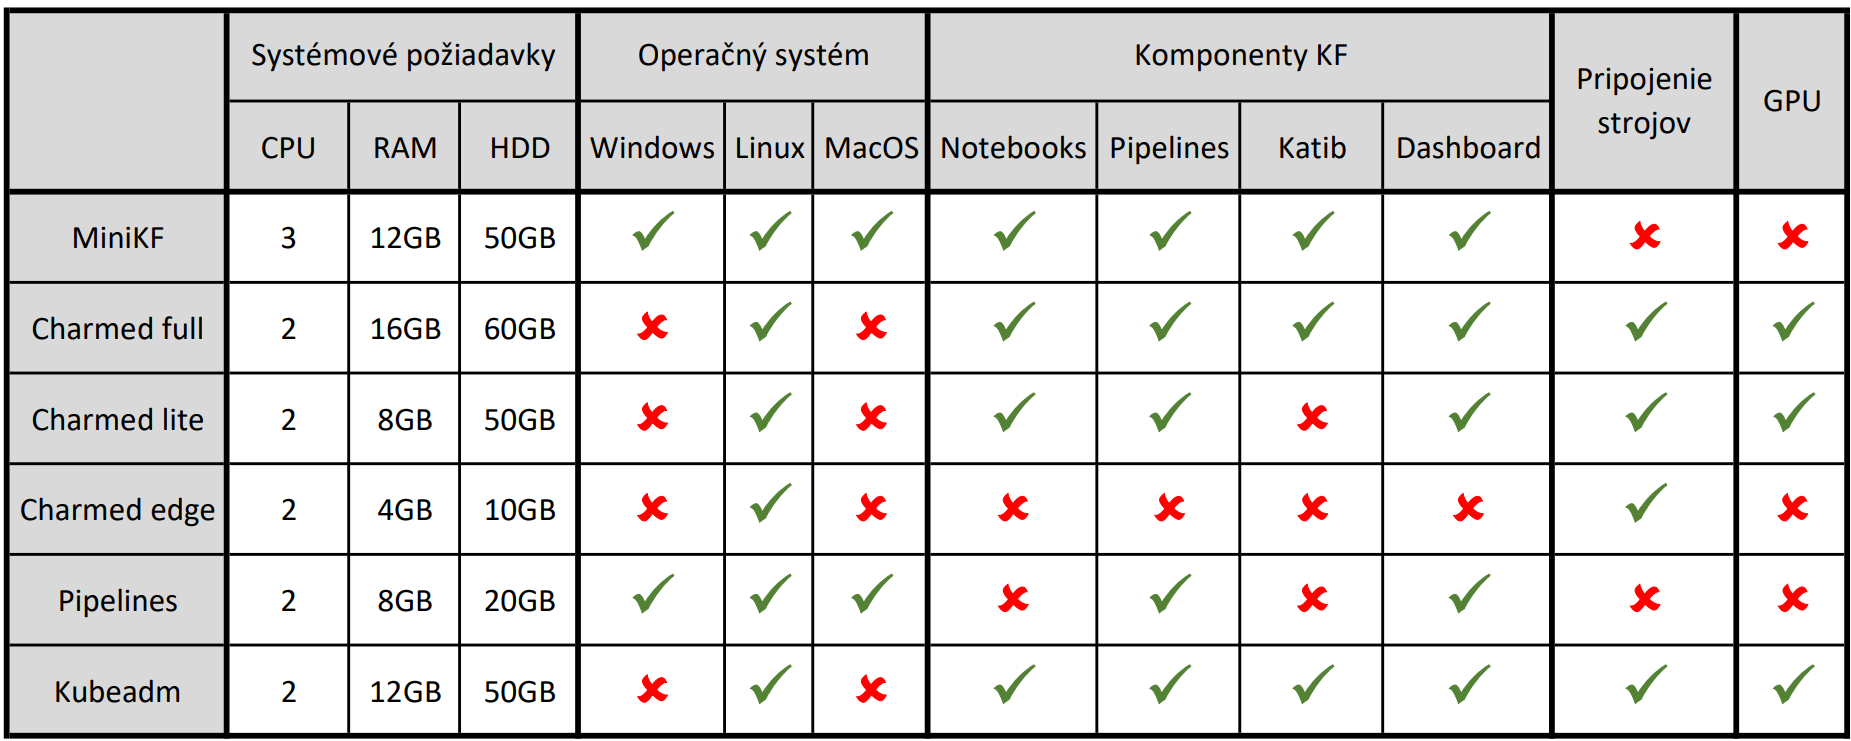 Systémové požiadavky Operačný systém Komponenty KF Pripojenie strojov GPU
CPU RAM HDD Windows Linux MacOS Notebooks Pipelines Katib Dashboard
MiniKF 3 12GB 50GB ✓ ✓ ✓ ✓ ✓ ✓ ✓ ✘ ✘
Charmed full 2 16GB 60GB ✘ ✓ ✘ ✓ ✓ ✓ ✓ ✓ ✓
Charmed lite 2 8GB 50GB ✘ ✓ ✘ ✓ ✓ ✘ ✓ ✓ ✓
Charmed edge 2 4GB 10GB ✘ ✓ ✘ ✘ ✘ ✘ ✘ ✓ ✘
Pipelines 2 8GB 20GB ✓ ✓ ✓ ✘ ✓ ✘ ✓ ✘ ✘
Kubeadm 2 12GB 50GB ✘ ✓ ✘ ✓ ✓ ✓ ✓ ✓ ✓